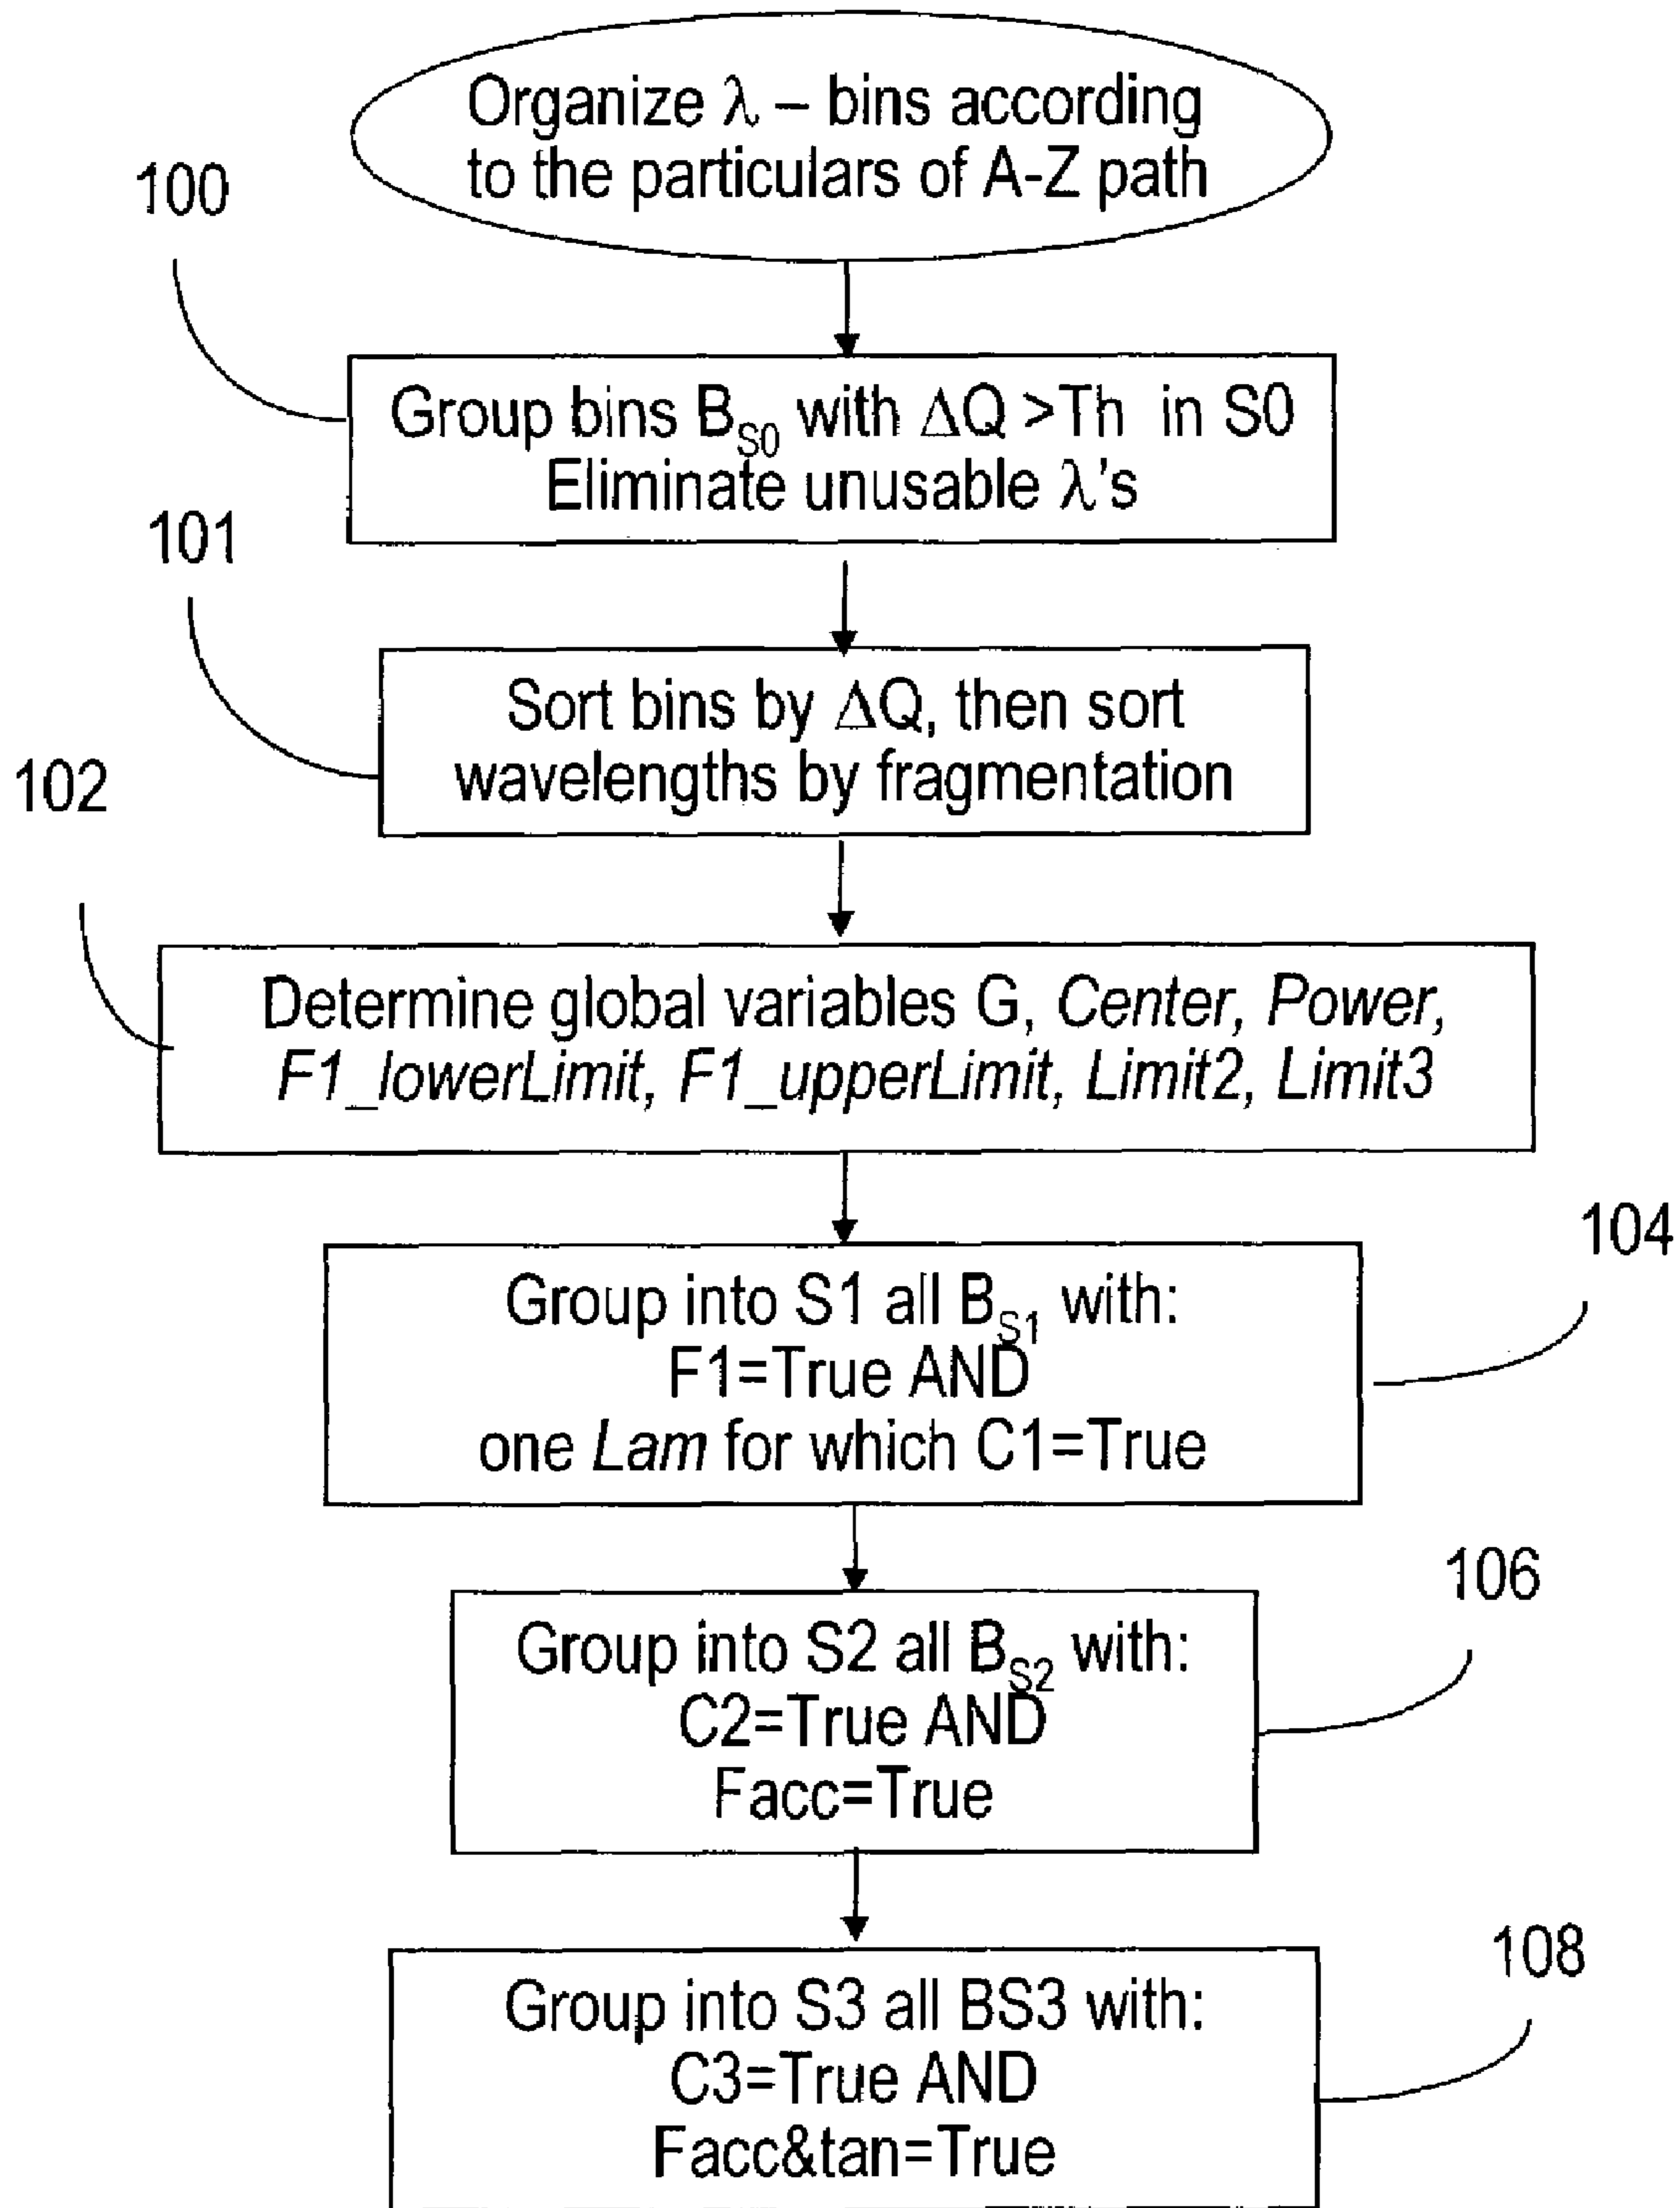 Organize λ – bins according
to the particulars of A-Z path
100
Group bins B_S0 with ΔQ >Th in S0
Eliminate unusable λ's
101
Sort bins by ΔQ, then sort
wavelengths by fragmentation
102
Determine global variables G, Center, Power,
F1_lowerLimit, F1_upperLimit, Limit2, Limit3
104
Group into S1 all B_S1 with:
F1=True AND
one Lam for which C1=True
106
Group into S2 all B_S2 with:
C2=True AND
Facc=True
108
Group into S3 all BS3 with:
C3=True AND
Facc&tan=True